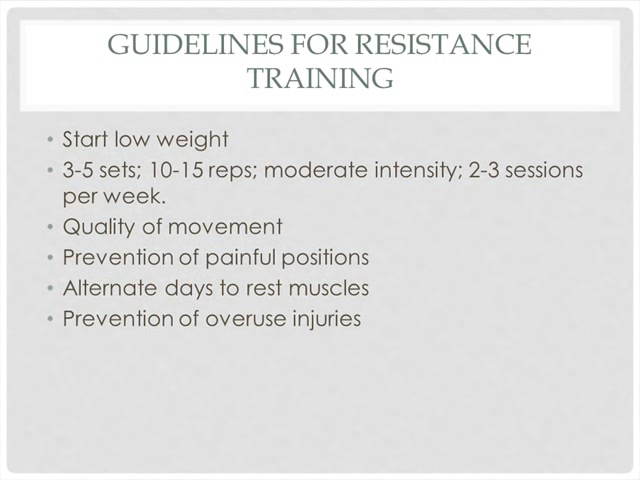 GUIDELINES FOR RESISTANCE
TRAINING
• Start low weight
• 3-5 sets; 10-15 reps; moderate intensity; 2-3 sessions
per week.
• Quality of movement
• Prevention of painful positions
• Alternate days to rest muscles
• Prevention of overuse injuries